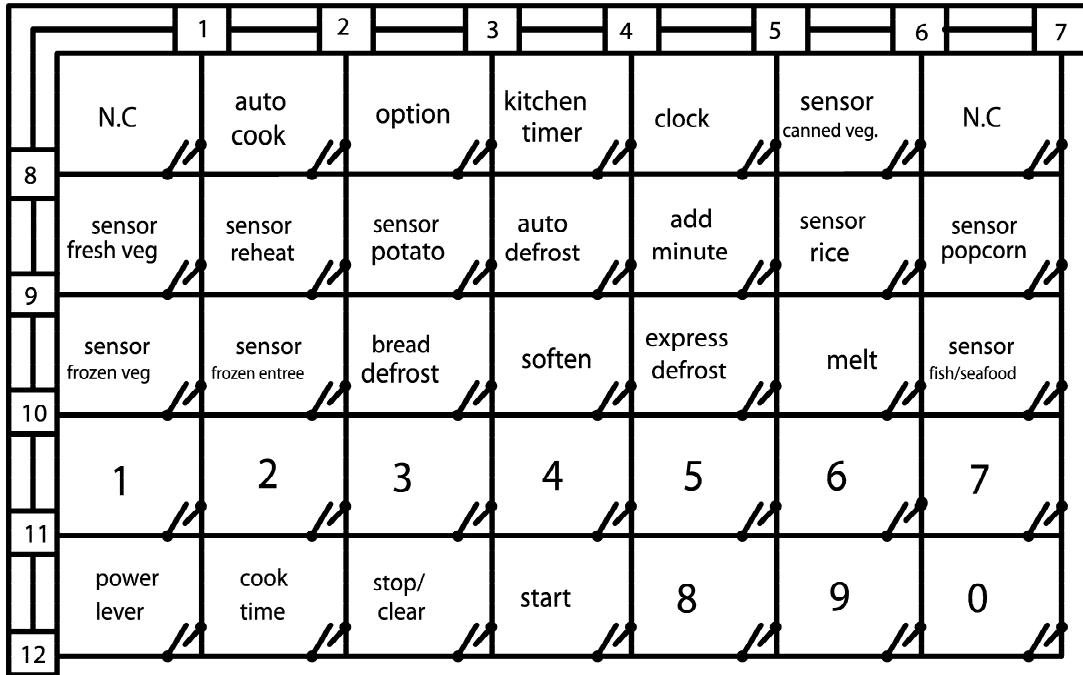 1 2 3 4 5 6 7
N.C
auto
cook
option
kitchen
timer
clock
sensor
canned veg.
N.C
8
sensor
fresh veg
sensor
reheat
sensor
potato
auto
defrost
add
minute
sensor
rice
sensor
popcorn
9
sensor
frozen veg
sensor
frozen entree
bread
defrost
soften
express
defrost
melt
sensor
fish/seafood
10
1
2
3
4
5
6
7
11
power
lever
cook
time
stop/
clear
start
8
9
0
12